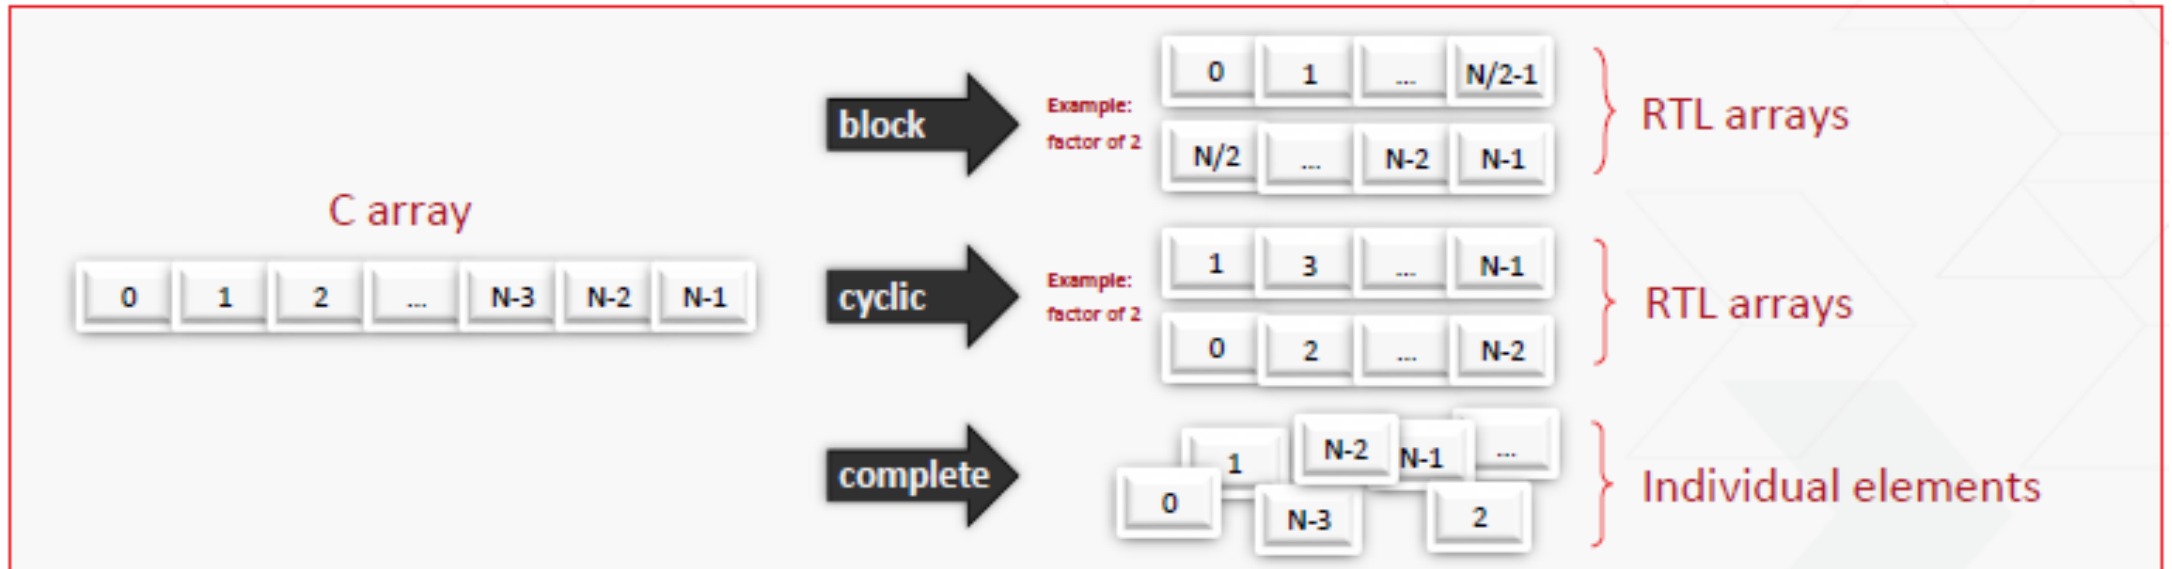 C array
0 1 2 ... N-3 N-2 N-1
block
Example:
factor of 2
0 1 ... N/2-1
N/2 ... N-2 N-1
RTL arrays
cyclic
Example:
factor of 2
1 3 ... N-1
0 2 ... N-2
RTL arrays
complete
1 N-2 N-1 ...
0 N-3 2
Individual elements